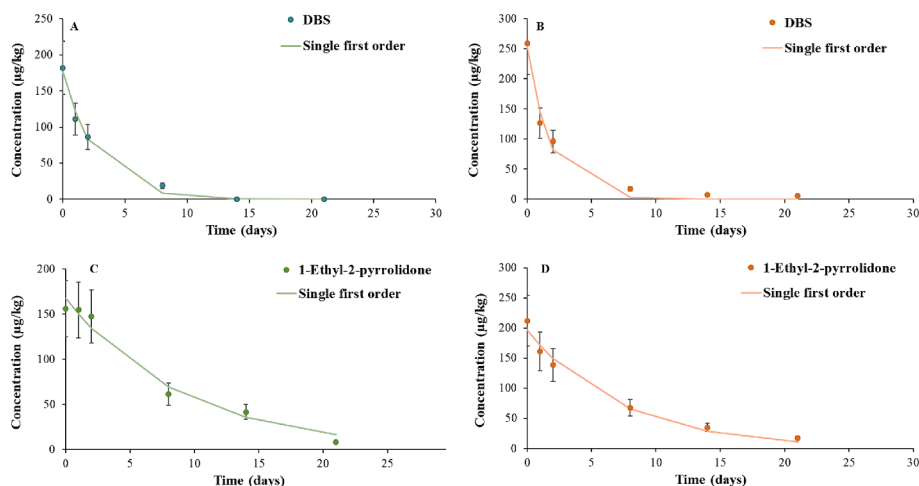 A
DBS
Single first order
Concentration (µg/kg)
250
200
150
100
50
0
0 5 10 15 20 25 30
Time (days)
B
DBS
Single first order
Concentration (µg/kg)
300
250
200
150
100
50
0
0 5 10 15 20 25 30
Time (days)
C
1-Ethyl-2-pyrrolidone
Single first order
Concentration (µg/kg)
200
150
100
50
0
0 5 10 15 20 25
Time (days)
D
1-Ethyl-2-pyrrolidone
Single first order
Concentration (µg/kg)
300
250
200
150
100
50
0
0 5 10 15 20 25 30
Time (days)